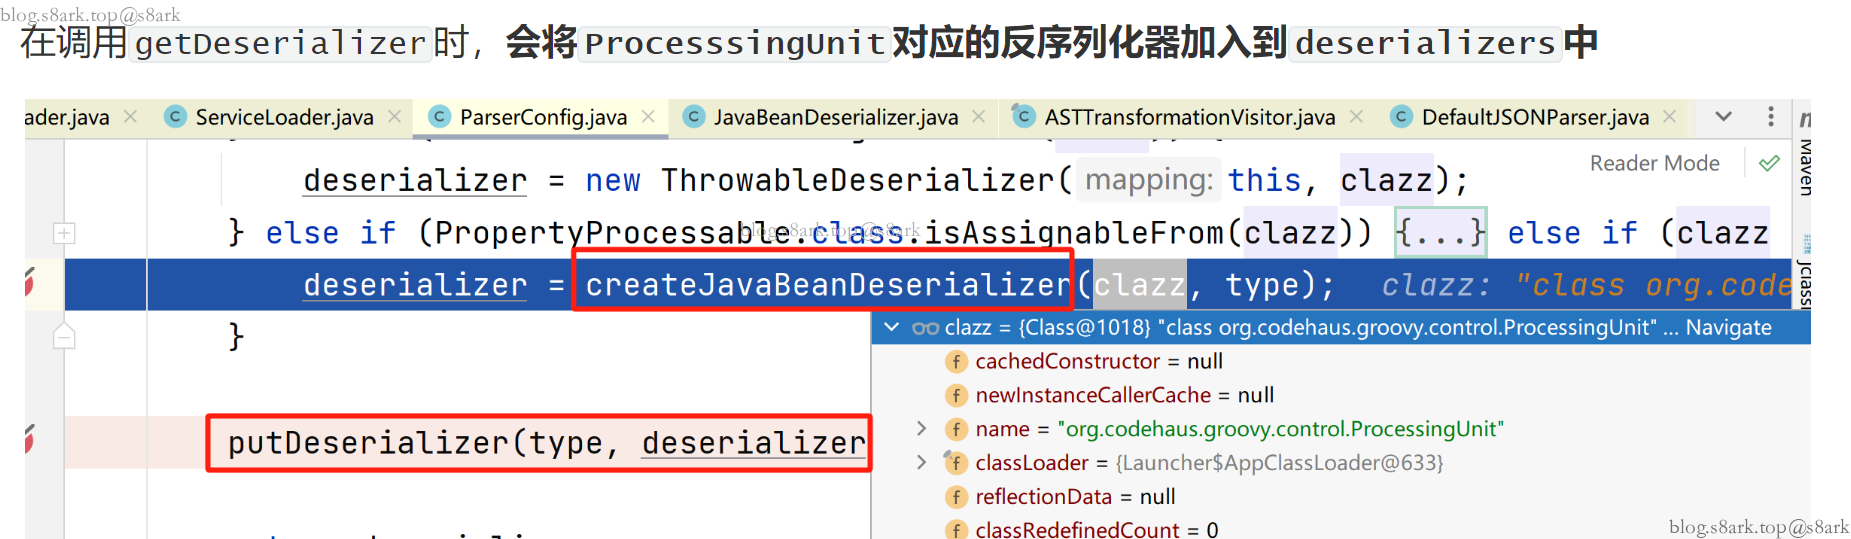 blog.s8ark.top@s8ark
在调用getDeserializer时，会将ProcesssingUnit对应的反序列化器加入到deserializers中
ader.java ServiceLoader.java ParserConfig.java JavaBeanDeserializer.java ASTTransformationVisitor.java DefaultJSONParser.java
Reader Mode
Maven
deserializer = new ThrowableDeserializer( mapping: this, clazz);
} else if (PropertyProcessable.class.isAssignableFrom(clazz)) {...} else if (clazz
blog.s8ark.top@s8ark
deserializer = createJavaBeanDeserializer(clazz, type); clazz: "class org.code
jclassl
}
clazz = {Class@1018} "class org.codehaus.groovy.control.ProcessingUnit" ... Navigate
cachedConstructor = null
newInstanceCallerCache = null
name = "org.codehaus.groovy.control.ProcessingUnit"
putDeserializer(type, deserializer
classLoader = {Launcher$AppClassLoader@633}
reflectionData = null
classRedefinedCount = 0
blog.s8ark.top@s8ark